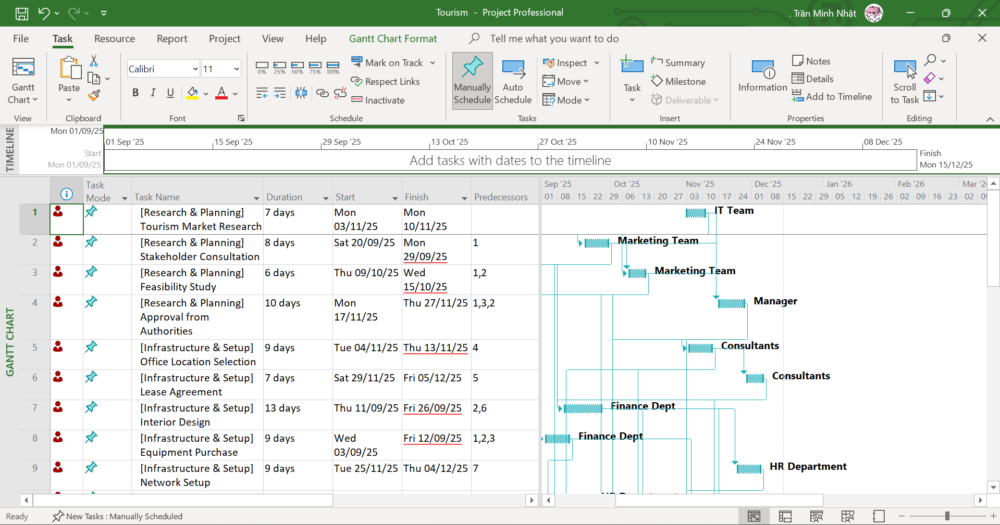 Tourism - Project Professional
. Trần Minh Nhật
File Task Resource Report Project View Help Gantt Chart Format Tell me what you want to do
Gantt Chart
View
Paste
Clipboard
Calibri 11
B I U A
Font
0% 25% 50% 75% 100%
Mark on Track
Respect Links
Inactivate
Schedule
Manually Schedule
Auto Schedule
Inspect
Move
Mode
Tasks
Task
Summary
Milestone
Deliverable
Insert
Information
Notes
Details
Add to Timeline
Properties
Scroll to Task
Editing
TIMELINE
Mon 01/09/25
01 Sep '25 15 Sep '25 29 Sep '25 13 Oct '25 27 Oct '25 10 Nov '25 24 Nov '25 08 Dec '25
Start
Mon 01/09/25
Add tasks with dates to the timeline
Finish
Mon 15/12/25
GANTT CHART
Task Mode Task Name Duration Start Finish Predecessors
1 [Research & Planning] Tourism Market Research 7 days Mon 03/11/25 Mon 10/11/25
2 [Research & Planning] Stakeholder Consultation 8 days Sat 20/09/25 Mon 29/09/25 1
3 [Research & Planning] Feasibility Study 6 days Thu 09/10/25 Wed 15/10/25 1,2
4 [Research & Planning] Approval from Authorities 10 days Mon 17/11/25 Thu 27/11/25 1,3,2
5 [Infrastructure & Setup] Office Location Selection 9 days Tue 04/11/25 Thu 13/11/25 4
6 [Infrastructure & Setup] Lease Agreement 7 days Sat 29/11/25 Fri 05/12/25 5
7 [Infrastructure & Setup] Interior Design 13 days Thu 11/09/25 Fri 26/09/25 2,6
8 [Infrastructure & Setup] Equipment Purchase 9 days Wed 03/09/25 Fri 12/09/25 1,2,3
9 [Infrastructure & Setup] Network Setup 9 days Tue 25/11/25 Thu 04/12/25 7
Sep '25 Oct '25 Nov '25 Dec '25 Jan '26 Feb '26 Mar '26
01 08 15 22 29 06 13 20 27 03 10 17 24 01 08 15 22 29 05 12 19 26 02 09 16 23 02 09
IT Team
Marketing Team
Marketing Team
Manager
Consultants
Consultants
Finance Dept
Finance Dept
HR Department
Ready New Tasks : Manually Scheduled